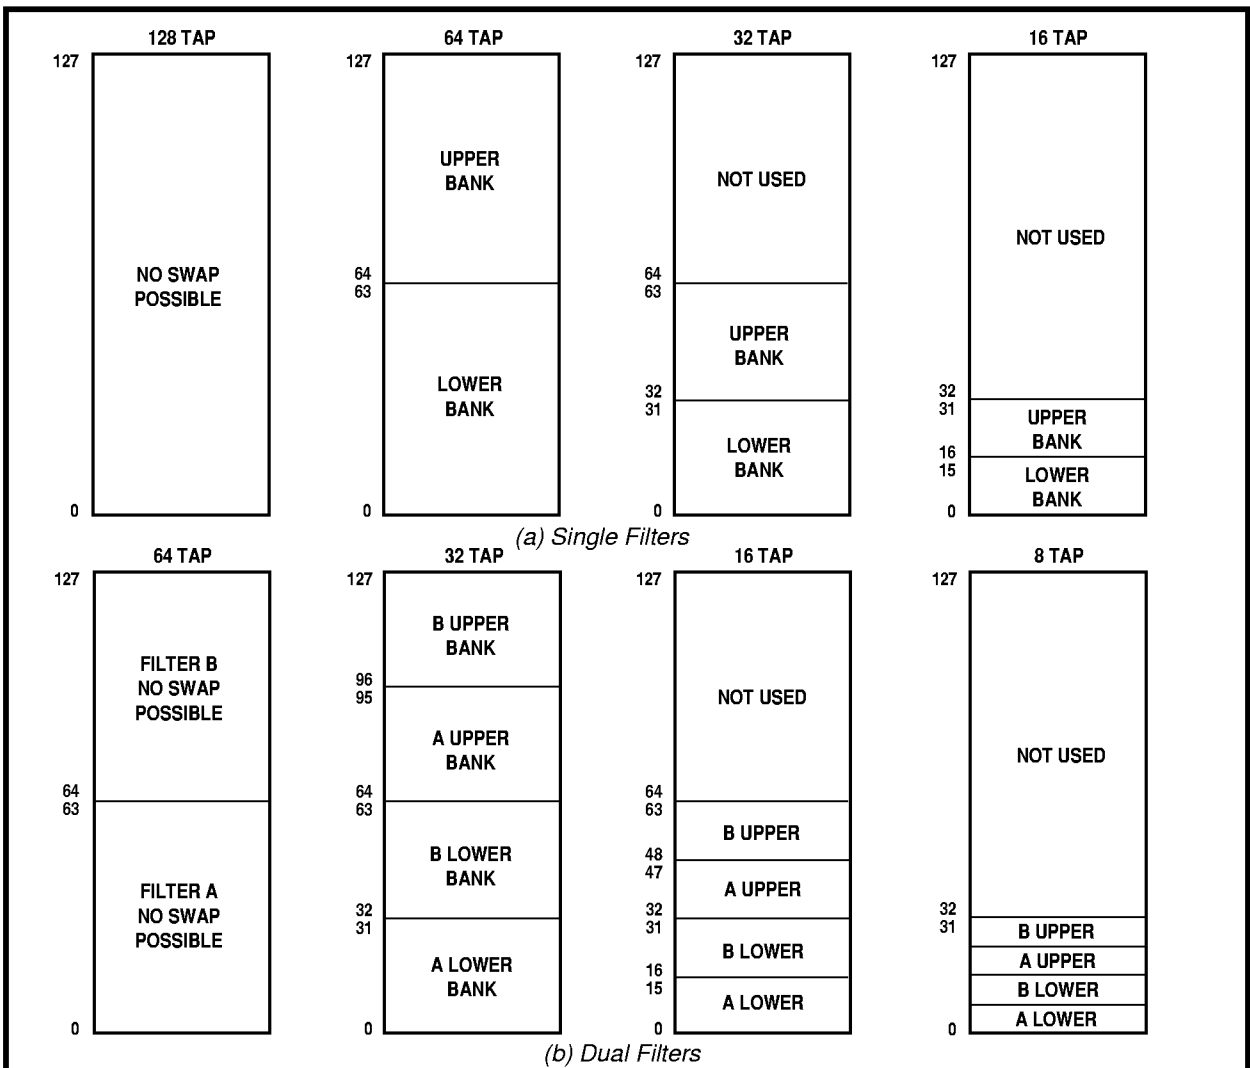 128 TAP
127
NO SWAP
POSSIBLE
0
64 TAP
127
UPPER
BANK
64
63
LOWER
BANK
0
32 TAP
127
NOT USED
64
63
UPPER
BANK
32
31
LOWER
BANK
0
16 TAP
127
NOT USED
32
31
UPPER
BANK
16
15
LOWER
BANK
0
(a) Single Filters
64 TAP
127
FILTER B
NO SWAP
POSSIBLE
64
63
FILTER A
NO SWAP
POSSIBLE
0
32 TAP
127
B UPPER
BANK
96
95
A UPPER
BANK
64
63
B LOWER
BANK
32
31
A LOWER
BANK
0
16 TAP
127
NOT USED
64
63
B UPPER
48
47
A UPPER
32
31
B LOWER
16
15
A LOWER
0
8 TAP
127
NOT USED
32
31
B UPPER
A UPPER
B LOWER
A LOWER
0
(b) Dual Filters